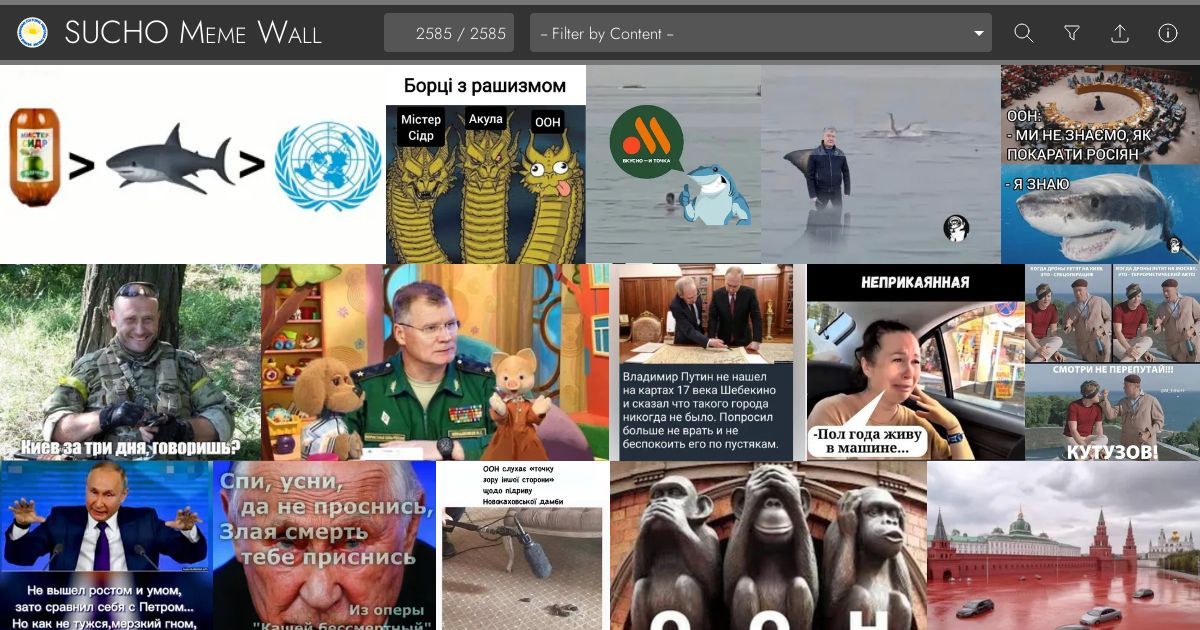 SUCHO MEME WALL
2585 / 2585
-- Filter by Content --
МИСТЕР
СИДР
>
>
Борці з рашизмом
Містер
Сідр
Акула
ООН
ВКУСНО—И ТОЧКА
ООН:
- МИ НЕ ЗНАЄМО, ЯК
ПОКАРАТИ РОСІЯН
- Я ЗНАЮ
Киев за три дня, говоришь?
Владимир Путин не нашел
на картах 17 века Шебекино
и сказал что такого города
никогда не было. Попросил
больше не врать и не
беспокоить его по пустякам.
НЕПРИКАЯННАЯ
-Пол года живу
в машине...
КОГДА ДРОНЫ ЛЕТЯТ НА КИЕВ,
ЭТО - СПЕЦОПЕРАЦИЯ
КОГДА ДРОНЫ ЛЕТЯТ НА МОСКВУ,
ЭТО - ТЕРРОРИСТИЧЕСКИЙ АКТ!
СМОТРИ НЕ ПЕРЕПУТАЙ!!!
КУТУЗОВ!
Не вышел ростом и умом,
зато сравнил себя с Петром...
Но как не тужся,мерзкий гном,
Спи, усни,
да не проснись,
Злая смерть
тебе приснись
Из оперы
"Кащей бессмертный"
ООН слухає «точку
зору іншої сторони»
щодо підриву
Новокаховської дамби
О О Н